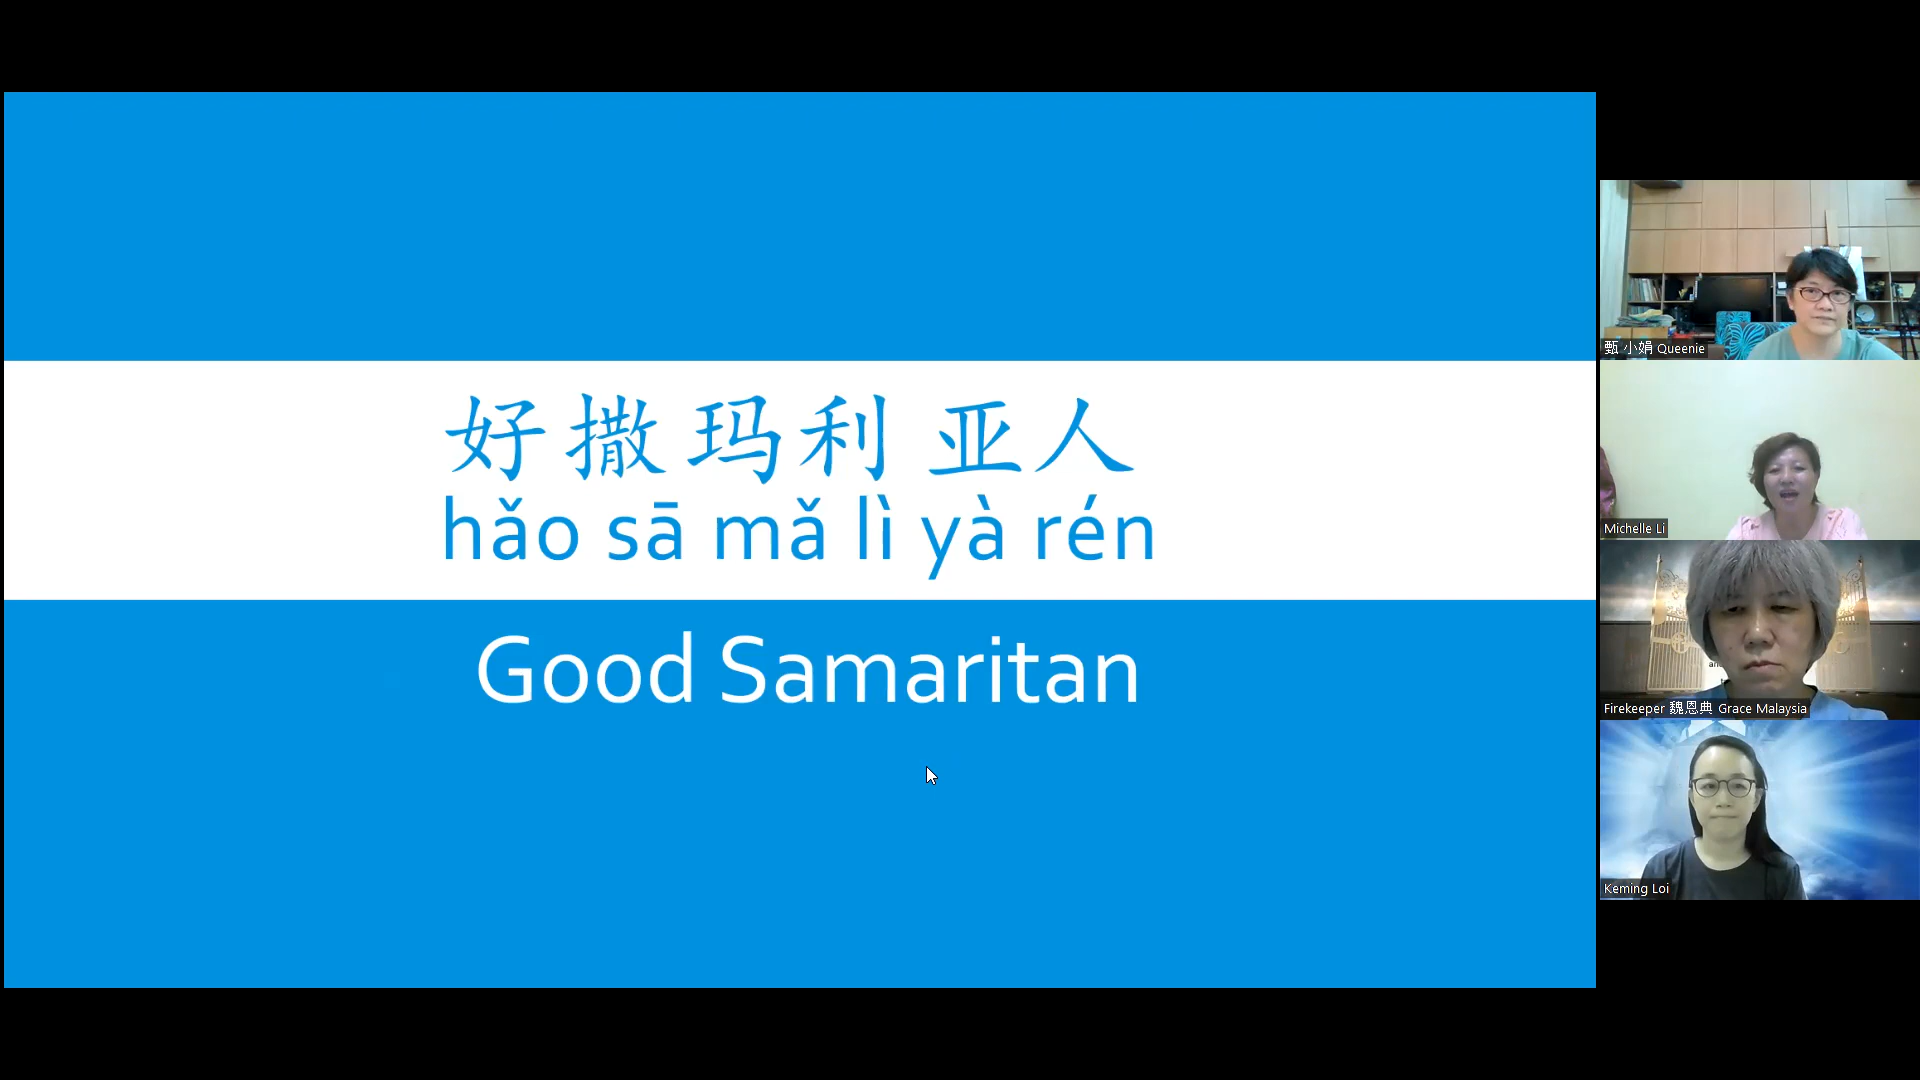 好撒玛利亚人
hǎo sā mǎ lì yà rén
Good Samaritan
甄 小娟 Queenie
Michelle Li
Firekeeper 魏恩典 Grace Malaysia
Keming Loi